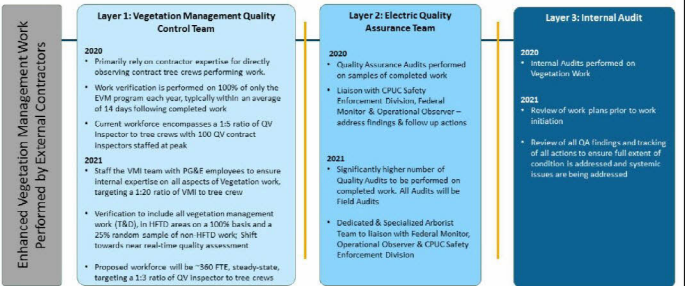 Enhanced Vegetation Management Work
Performed by External Contractors
Layer 1: Vegetation Management Quality
Control Team
2020
• Primarily rely on contractor expertise for directly
observing contract tree crews performing work.
• Work verification is performed on 100% of only the
EVM program each year, typically within an average
of 14 days following completed work
• Current workforce encompasses a 1:5 ratio of QV
Inspector to tree crews with 100 QV contract
inspectors staffed at peak
2021
• Staff the VMI team with PG&E employees to ensure
internal expertise on all aspects of Vegetation work,
targeting a 1:20 ratio of VMI to tree crew
• Verification to include all vegetation management
work (T&D), in HFTD areas on a 100% basis and a
25% random sample of non-HFTD work; Shift
towards near real-time quality assessment
• Proposed workforce will be ~360 FTE, steady-state,
targeting a 1:3 ratio of QV inspector to tree crews
Layer 2: Electric Quality
Assurance Team
2020
• Quality Assurance Audits performed
on samples of completed work
• Liaison with CPUC Safety
Enforcement Division, Federal
Monitor & Operational Observer –
address findings & follow up actions
2021
• Significantly higher number of
Quality Audits to be performed on
completed work. All Audits will be
Field Audits
• Dedicated & Specialized Arborist
Team to liaison with Federal Monitor,
Operational Observer & CPUC Safety
Enforcement Division
Layer 3: Internal Audit
2020
• Internal Audits performed on
Vegetation Work
2021
• Review of work plans prior to work
initiation
• Review of all QA findings and tracking
of all actions to ensure full extent of
condition is addressed and systemic
issues are being addressed